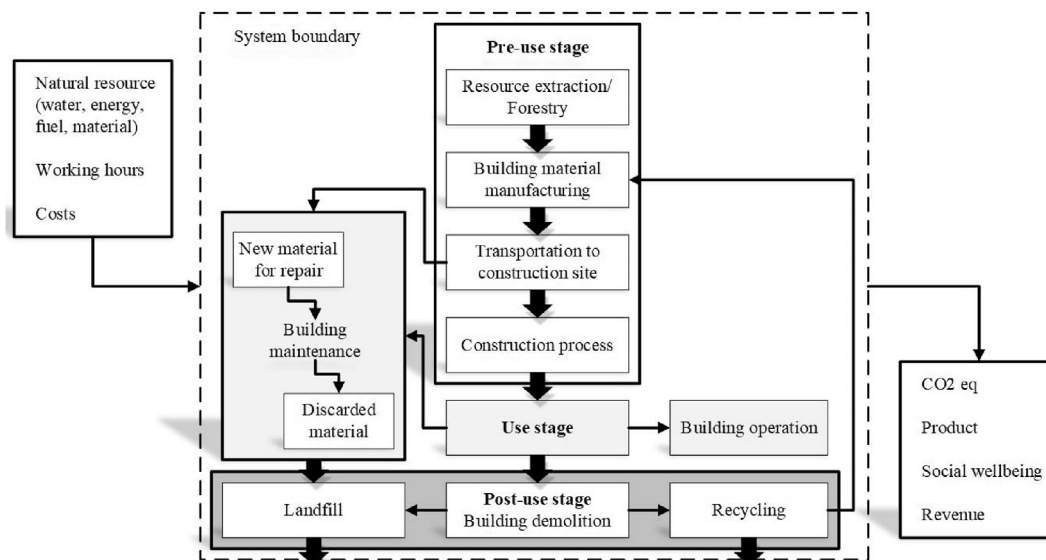 System boundary
Pre-use stage
Resource extraction/
Forestry
Building material
manufacturing
Transportation to
construction site
Construction process
Natural resource
(water, energy,
fuel, material)
Working hours
Costs
New material
for repair
Building
maintenance
Discarded
material
Use stage
Building operation
Landfill
Post-use stage
Building demolition
Recycling
CO2 eq
Product
Social wellbeing
Revenue